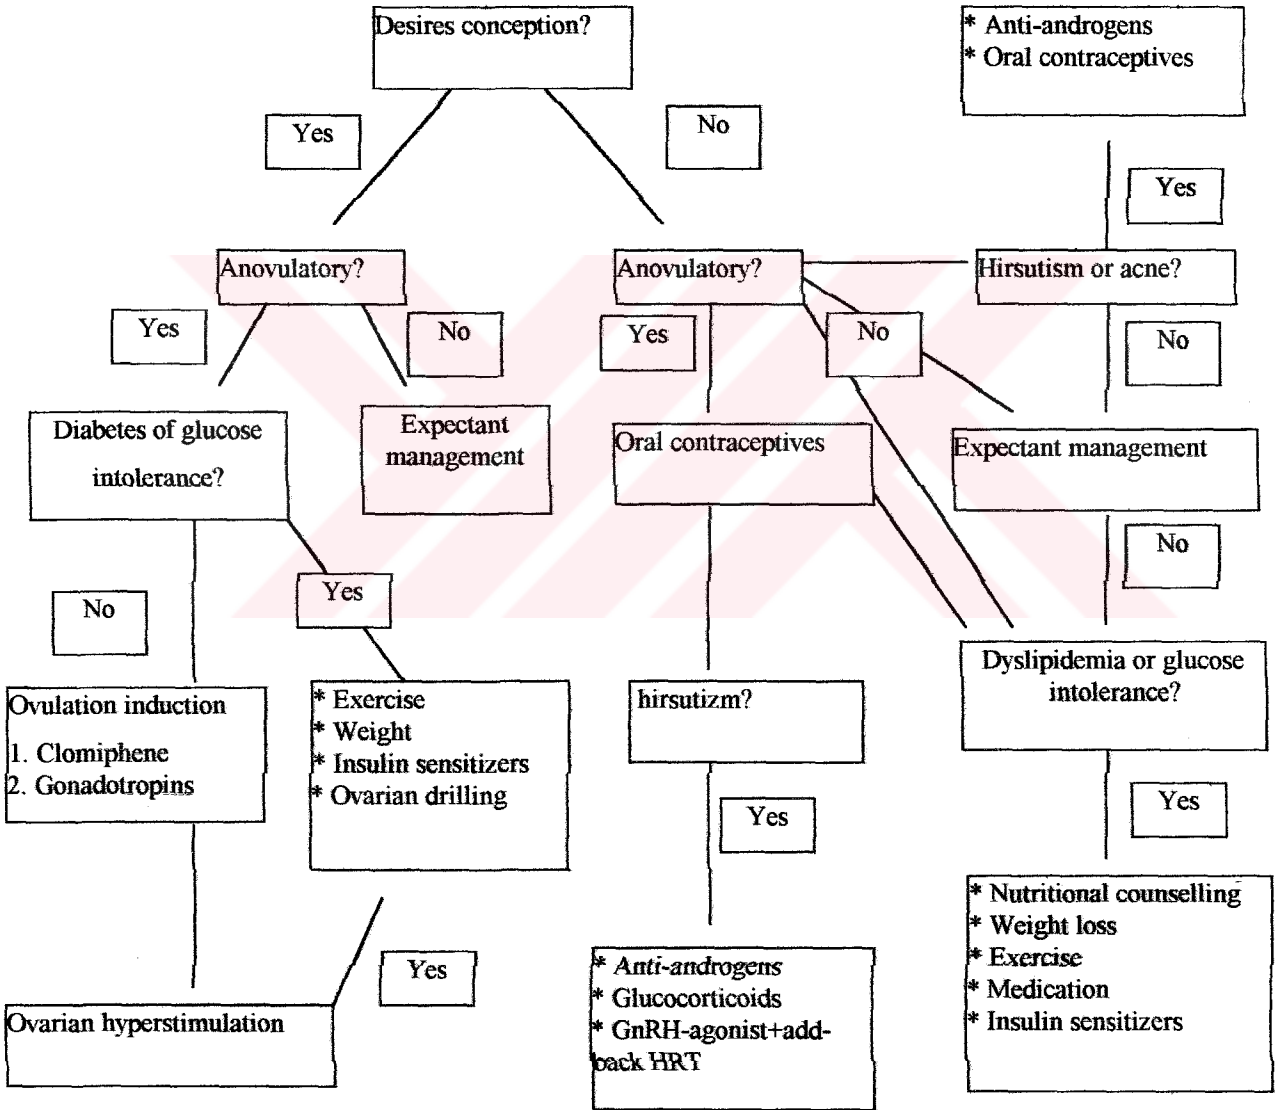 Desires conception?
* Anti-androgens
* Oral contraceptives
Yes
No
Yes
Anovulatory?
Anovulatory?
Hirsutism or acne?
Yes
No
Yes
No
No
Diabetes of glucose
intolerance?
Expectant
management
Oral contraceptives
Expectant management
No
Yes
No
Dyslipidemia or glucose
intolerance?
Ovulation induction
1. Clomiphene
2. Gonadotropins
* Exercise
* Weight
* Insulin sensitizers
* Ovarian drilling
hirsutizm?
Yes
Yes
* Nutritional counselling
* Weight loss
* Exercise
* Medication
* Insulin sensitizers
Yes
* Anti-androgens
* Glucocorticoids
* GnRH-agonist+add-
back HRT
Ovarian hyperstimulation